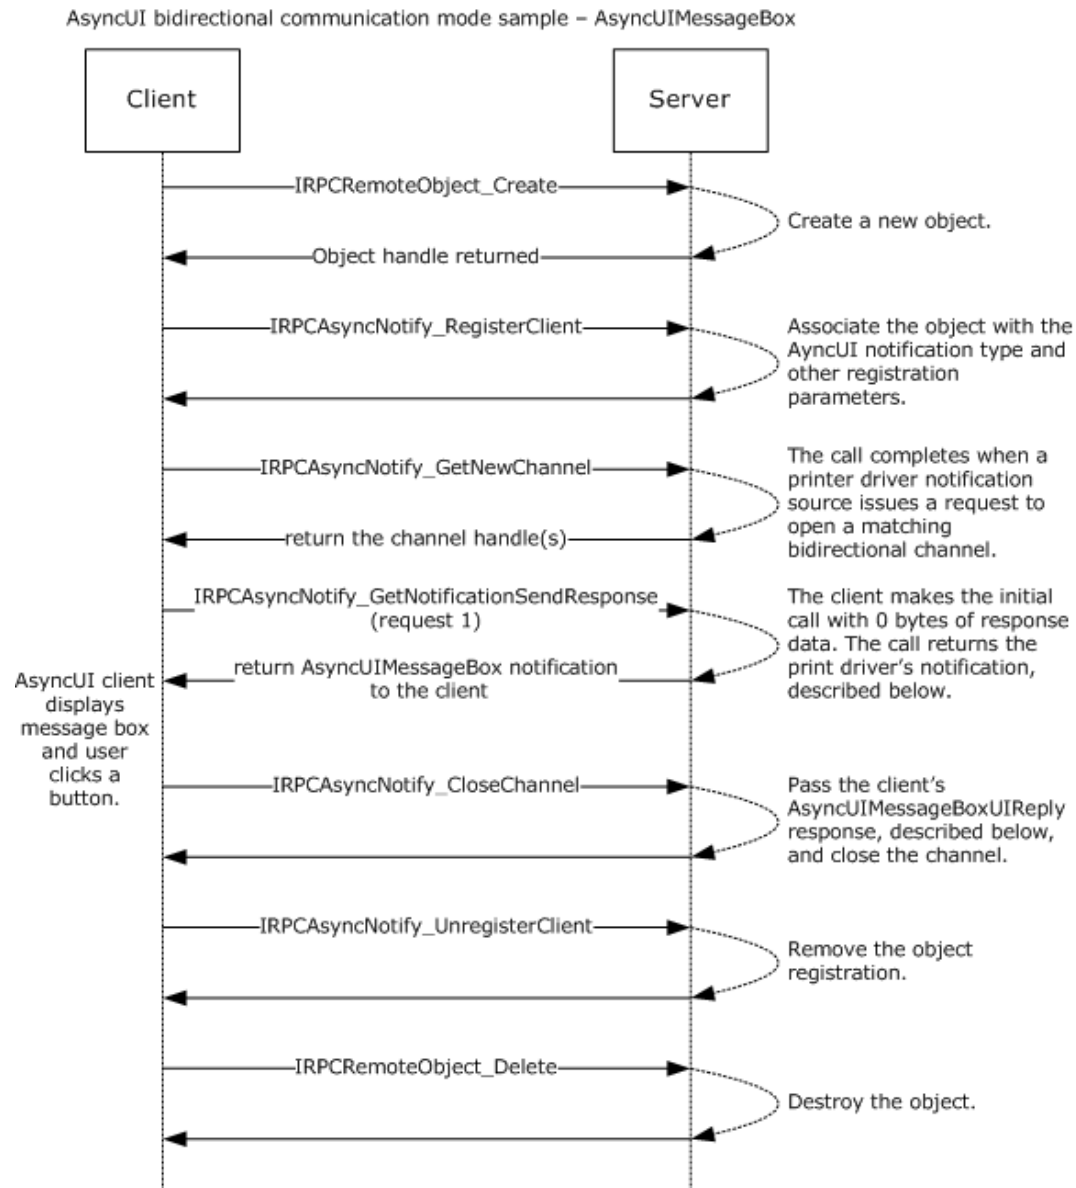 AsyncUI bidirectional communication mode sample – AsyncUIMessageBox
Client
Server
IRPCRemoteObject_Create
Create a new object.
Object handle returned
IRPCAsyncNotify_RegisterClient
Associate the object with the
AyncUI notification type and
other registration
parameters.
IRPCAsyncNotify_GetNewChannel
The call completes when a
printer driver notification
source issues a request to
open a matching
bidirectional channel.
return the channel handle(s)
IRPCAsyncNotify_GetNotificationSendResponse
(request 1)
The client makes the initial
call with 0 bytes of response
data. The call returns the
print driver’s notification,
described below.
return AsyncUIMessageBox notification
to the client
AsyncUI client
displays
message box
and user
clicks a
button.
IRPCAsyncNotify_CloseChannel
Pass the client’s
AsyncUIMessageBoxUIReply
response, described below,
and close the channel.
IRPCAsyncNotify_UnregisterClient
Remove the object
registration.
IRPCRemoteObject_Delete
Destroy the object.